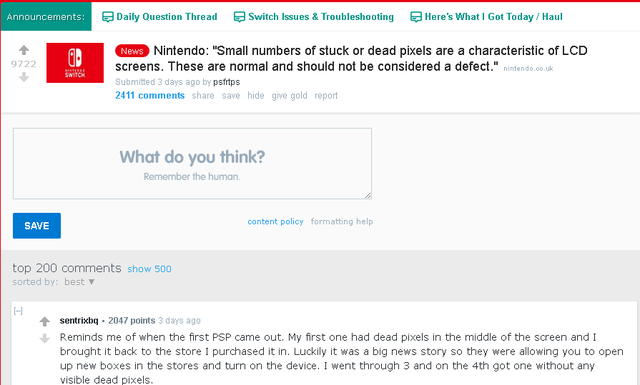 Announcements: Daily Question Thread Switch Issues & Troubleshooting Here's What I Got Today / Haul
9722
NINTENDO
SWITCH
News Nintendo: "Small numbers of stuck or dead pixels are a characteristic of LCD
screens. These are normal and should not be considered a defect." nintendo.co.uk
Submitted 3 days ago by psfrtps
2411 comments share save hide give gold report
What do you think?
Remember the human.
SAVE
content policy formatting help
top 200 comments show 500
sorted by: best ▼
[-]
sentrixbq • 2047 points 3 days ago
Reminds me of when the first PSP came out. My first one had dead pixels in the middle of the screen and I
brought it back to the store I purchased it in. Luckily it was a big news story so they were allowing you to open
up new boxes in the stores and turn on the device. I went through 3 and on the 4th got one without any
visible dead pixels.